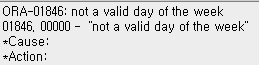 ORA-01846: not a valid day of the week
01846, 00000 - "not a valid day of the week"
*Cause:
*Action: